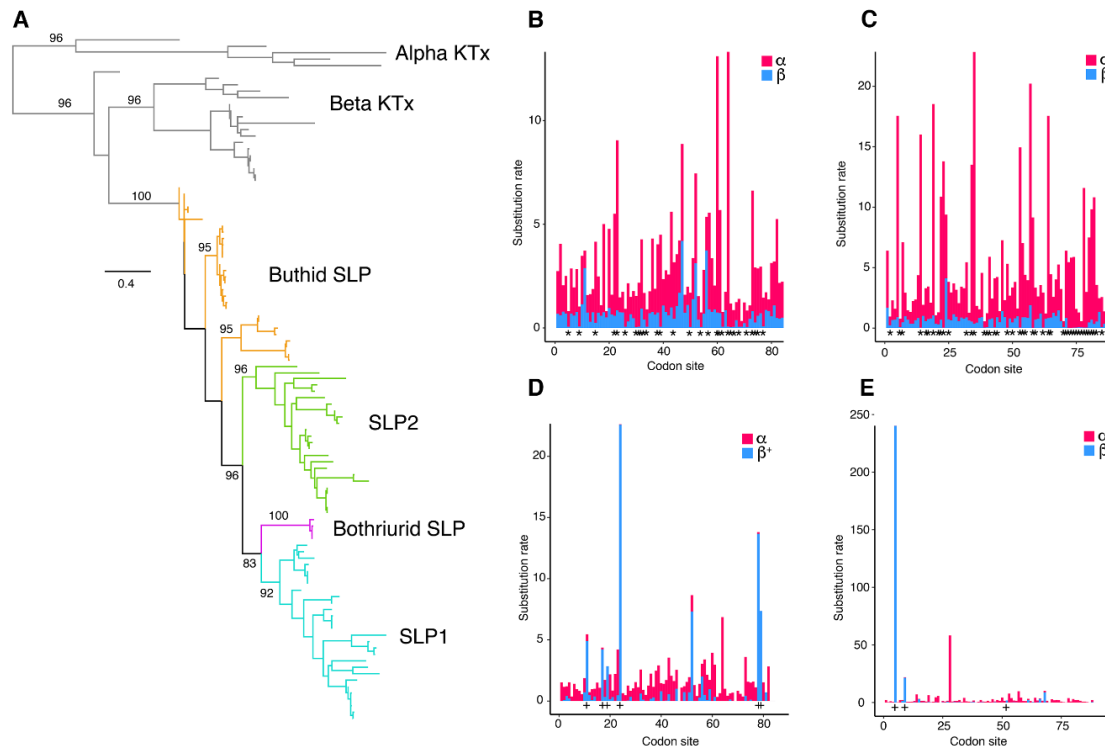 A
96
Alpha KTx
96
96
Beta KTx
100
95
0.4
Buthid SLP
95
96
SLP2
96
100
Bothriurid SLP
83
92
SLP1
B
α
β
Substitution rate
10
5
0
0 20 40 60 80
Codon site
C
α
β
Substitution rate
20
15
10
5
0
0 25 50 75
Codon site
D
α
β+
Substitution rate
20
15
10
5
0
0 20 40 60 80
Codon site
E
α
β
Substitution rate
250
200
150
100
50
0
0 25 50 75
Codon site